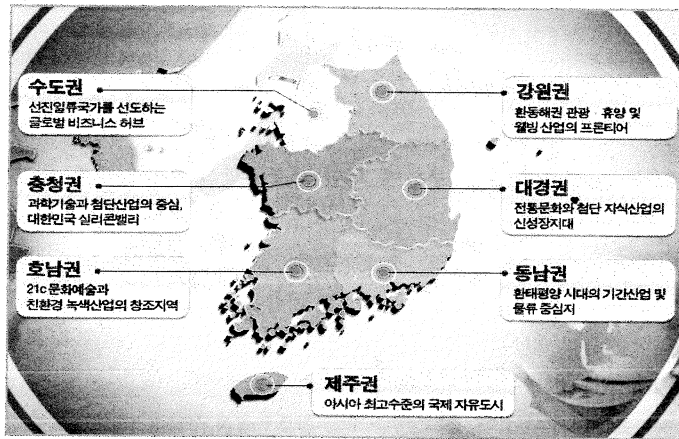 수도권
선진일류국가를 선도하는
글로벌 비즈니스 허브
강원권
환동해권 관광 · 휴양 및
웰빙 산업의 프론티어
충청권
과학기술과 첨단산업의 중심,
대한민국 실리콘밸리
대경권
전통문화와 첨단 지식산업의
신성장지대
호남권
21c 문화예술과
친환경 녹색산업의 창조지역
동남권
환태평양 시대의 기간산업 및
물류 중심지
제주권
아시아 최고수준의 국제 자유도시